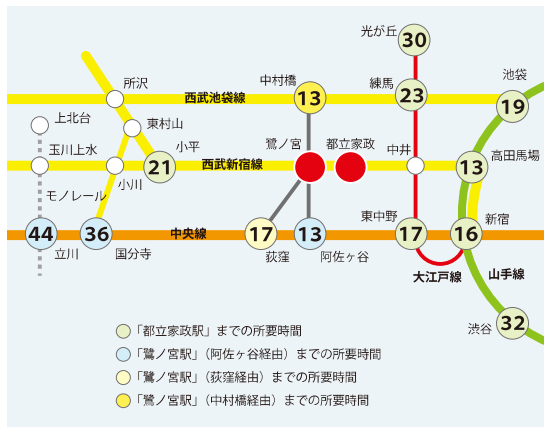 光が丘
30
池袋
中村橋
練馬
所沢
13
23
19
西武池袋線
上北台
東村山
鷺ノ宮
都立家政
中井
高田馬場
玉川上水
小平
21
西武新宿線
13
小川
モノレール
東中野
新宿
44
36
中央線
17
13
17
16
立川
国分寺
荻窪
阿佐ヶ谷
大江戸線
山手線
32
渋谷
「都立家政駅」までの所要時間
「鷺ノ宮駅」（阿佐ヶ谷経由）までの所要時間
「鷺ノ宮駅」（荻窪経由）までの所要時間
「鷺ノ宮駅」（中村橋経由）までの所要時間